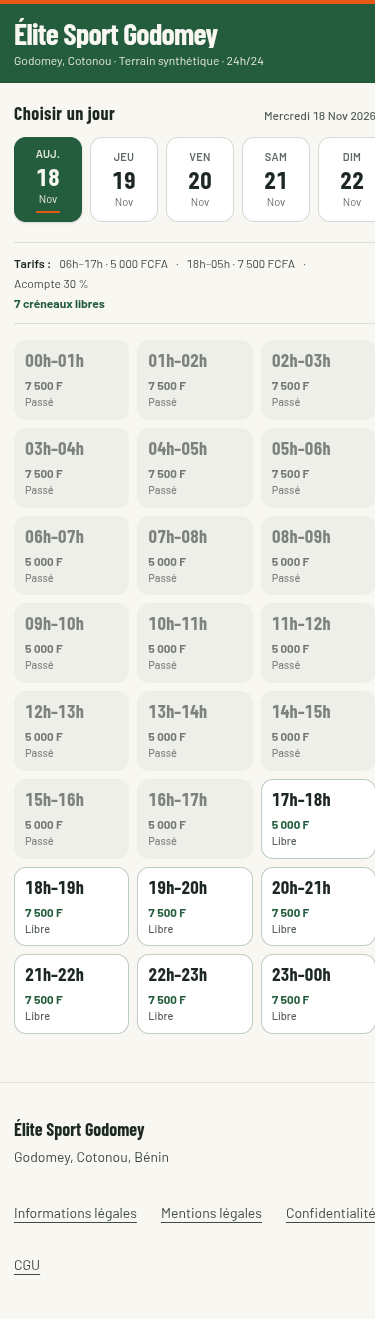 Élite Sport Godomey
Godomey, Cotonou · Terrain synthétique · 24h/24
Choisir un jour
Mercredi 18 Nov 2026
AUJ. JEU VEN SAM DIM
18 19 20 21 22
Nov Nov Nov Nov Nov
Tarifs : 06h–17h · 5 000 FCFA · 18h–05h · 7 500 FCFA ·
Acompte 30 %
7 créneaux libres
00h–01h 01h–02h 02h–03h
7 500 F 7 500 F 7 500 F
Passé Passé Passé
03h–04h 04h–05h 05h–06h
7 500 F 7 500 F 7 500 F
Passé Passé Passé
06h–07h 07h–08h 08h–09h
5 000 F 5 000 F 5 000 F
Passé Passé Passé
09h–10h 10h–11h 11h–12h
5 000 F 5 000 F 5 000 F
Passé Passé Passé
12h–13h 13h–14h 14h–15h
5 000 F 5 000 F 5 000 F
Passé Passé Passé
15h–16h 16h–17h 17h–18h
5 000 F 5 000 F 5 000 F
Passé Passé Libre
18h–19h 19h–20h 20h–21h
7 500 F 7 500 F 7 500 F
Libre Libre Libre
21h–22h 22h–23h 23h–00h
7 500 F 7 500 F 7 500 F
Libre Libre Libre
Élite Sport Godomey
Godomey, Cotonou, Bénin
Informations légales Mentions légales Confidentialité
CGU